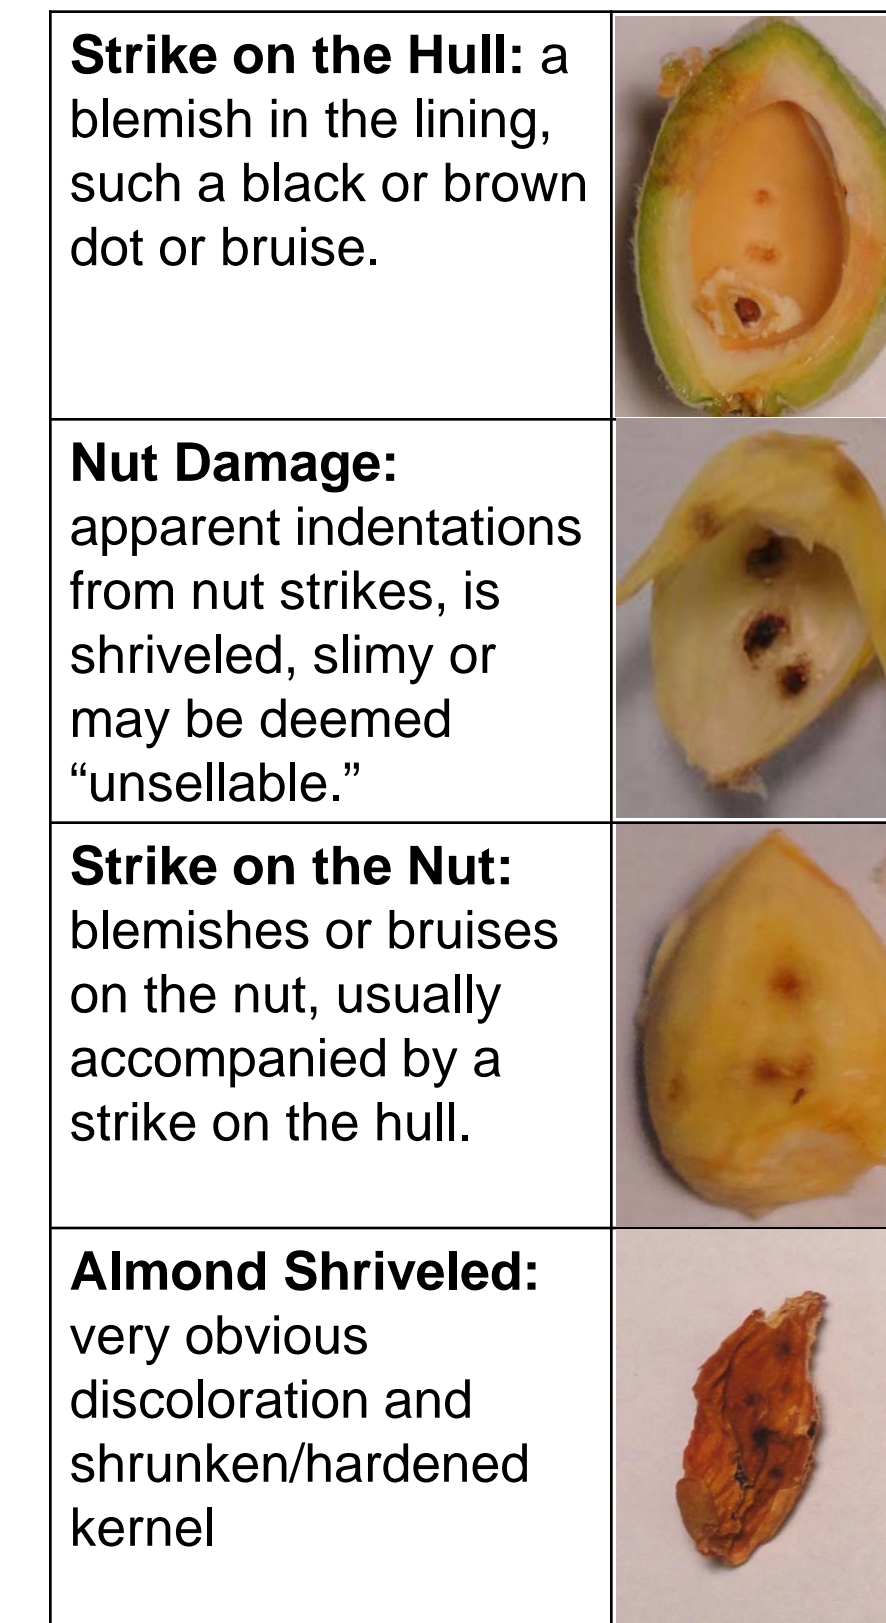 Strike on the Hull: a
blemish in the lining,
such a black or brown
dot or bruise.
Nut Damage:
apparent indentations
from nut strikes, is
shriveled, slimy or
may be deemed
“unsellable.”
Strike on the Nut:
blemishes or bruises
on the nut, usually
accompanied by a
strike on the hull.
Almond Shriveled:
very obvious
discoloration and
shrunken/hardened
kernel